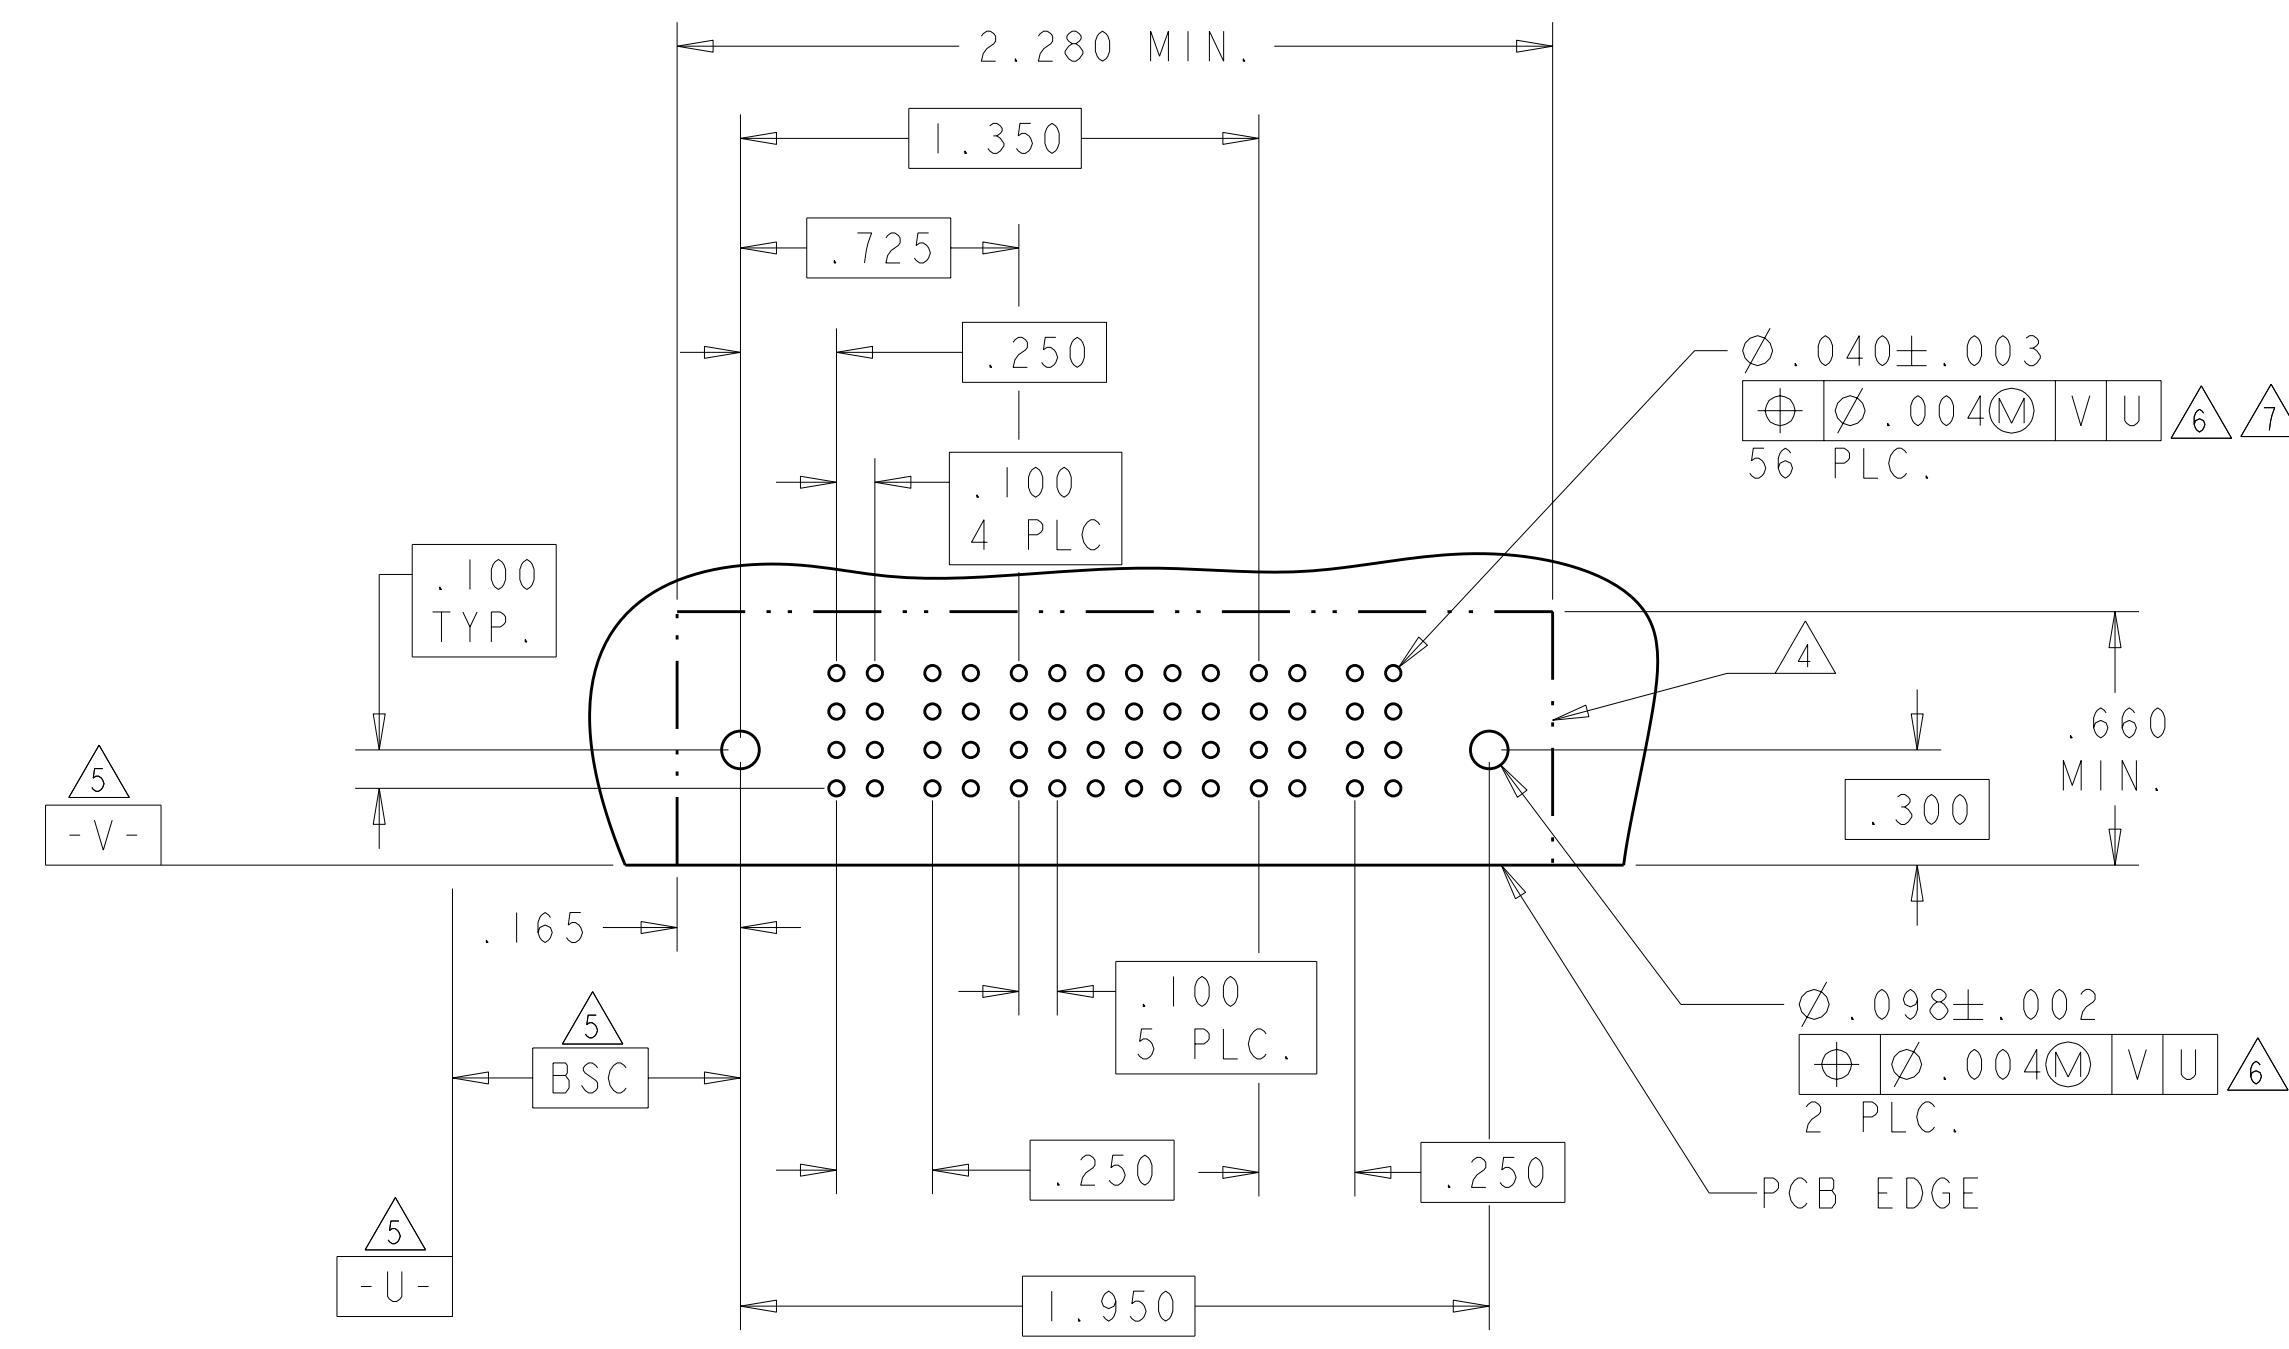 2.280 MIN.
1.350
.725
.250
Ø.040±.003
⌖ Ø.004Ⓜ V U 6 7
56 PLC.
.100
4 PLC
.100
TYP.
4
.660
MIN.
.300
5
-V-
.165
.100
5 PLC.
Ø.098±.002
⌖ Ø.004Ⓜ V U 6
2 PLC.
5
BSC
.250
.250
PCB EDGE
5
-U-
1.950